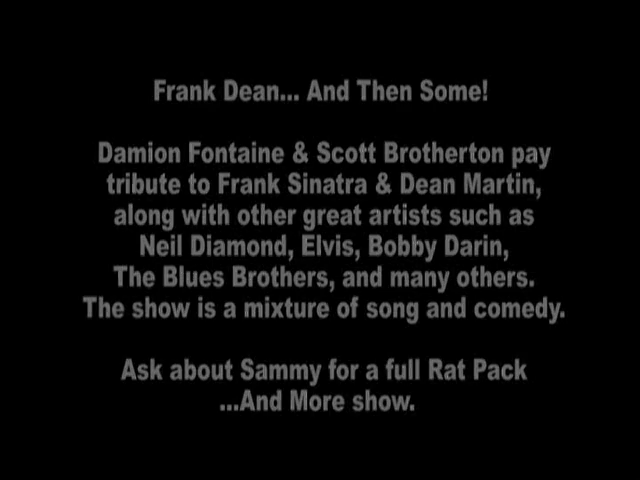 Frank Dean... And Then Some!
Damion Fontaine & Scott Brotherton pay
tribute to Frank Sinatra & Dean Martin,
along with other great artists such as
Neil Diamond, Elvis, Bobby Darin,
The Blues Brothers, and many others.
The show is a mixture of song and comedy.
Ask about Sammy for a full Rat Pack
...And More show.